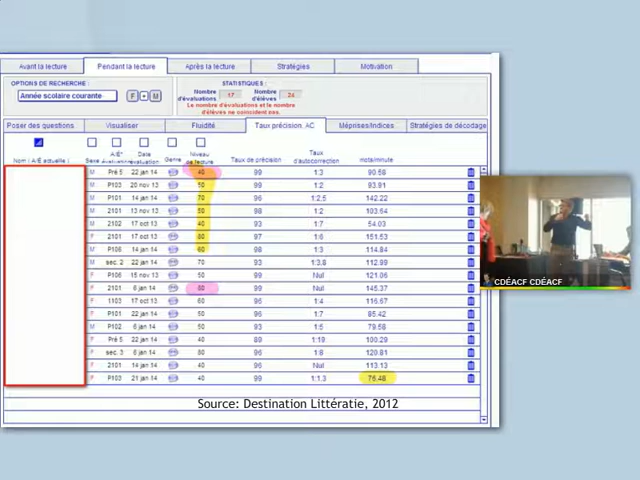 Avant la lecture Pendant la lecture Après la lecture Stratégies Motivation
OPTIONS DE RECHERCHE :
Année scolaire courante F + M
STATISTIQUES :
Nombre d'évaluations 17 Nombre d'élèves 24
Le nombre d'évaluations et le nombre
d'élèves ne coïncident pas.
Poser des questions. Visualiser Fluidité Taux précision, AC Méprises/Indices Stratégies de décodage
Nom ( A/É actuelle ) Sexe A/É* évaluation Date évaluation Genre Niveau de lecture Taux de précision Taux d'autocorrection mots/minute
M Pré 5 22 jan 14 40 99 1:3 90.58
M P103 20 nov 13 50 99 1:2 93.91
M P101 14 jan 14 70 96 1:2.5 142.22
M 2101 13 nov 13 50 98 1:2 103.64
M 2102 17 oct 13 40 93 1:7 54.03
F 2101 17 oct 13 80 97 1:6 151.53
M P106 14 jan 14 60 98 1:3 114.84
M sec. 2 22 jan 14 70 93 1:3.8 112.99
F P106 15 nov 13 50 99 Nul 121.06
F 2101 6 jan 14 80 99 Nul 145.37
F 1103 17 oct 13 60 96 1:4 116.67
M P101 22 jan 14 50 96 1:7 85.42
M P102 6 jan 14 50 93 1:5 79.58
F Pré 5 22 jan 14 40 89 1:19 100.29
F sec. 3 6 jan 14 80 96 1:8 120.81
F 2101 14 jan 14 40 96 Nul 113.13
F P103 21 jan 14 40 99 1:1.3 76.48
Source: Destination Littératie, 2012
CDÉACF CDÉACF